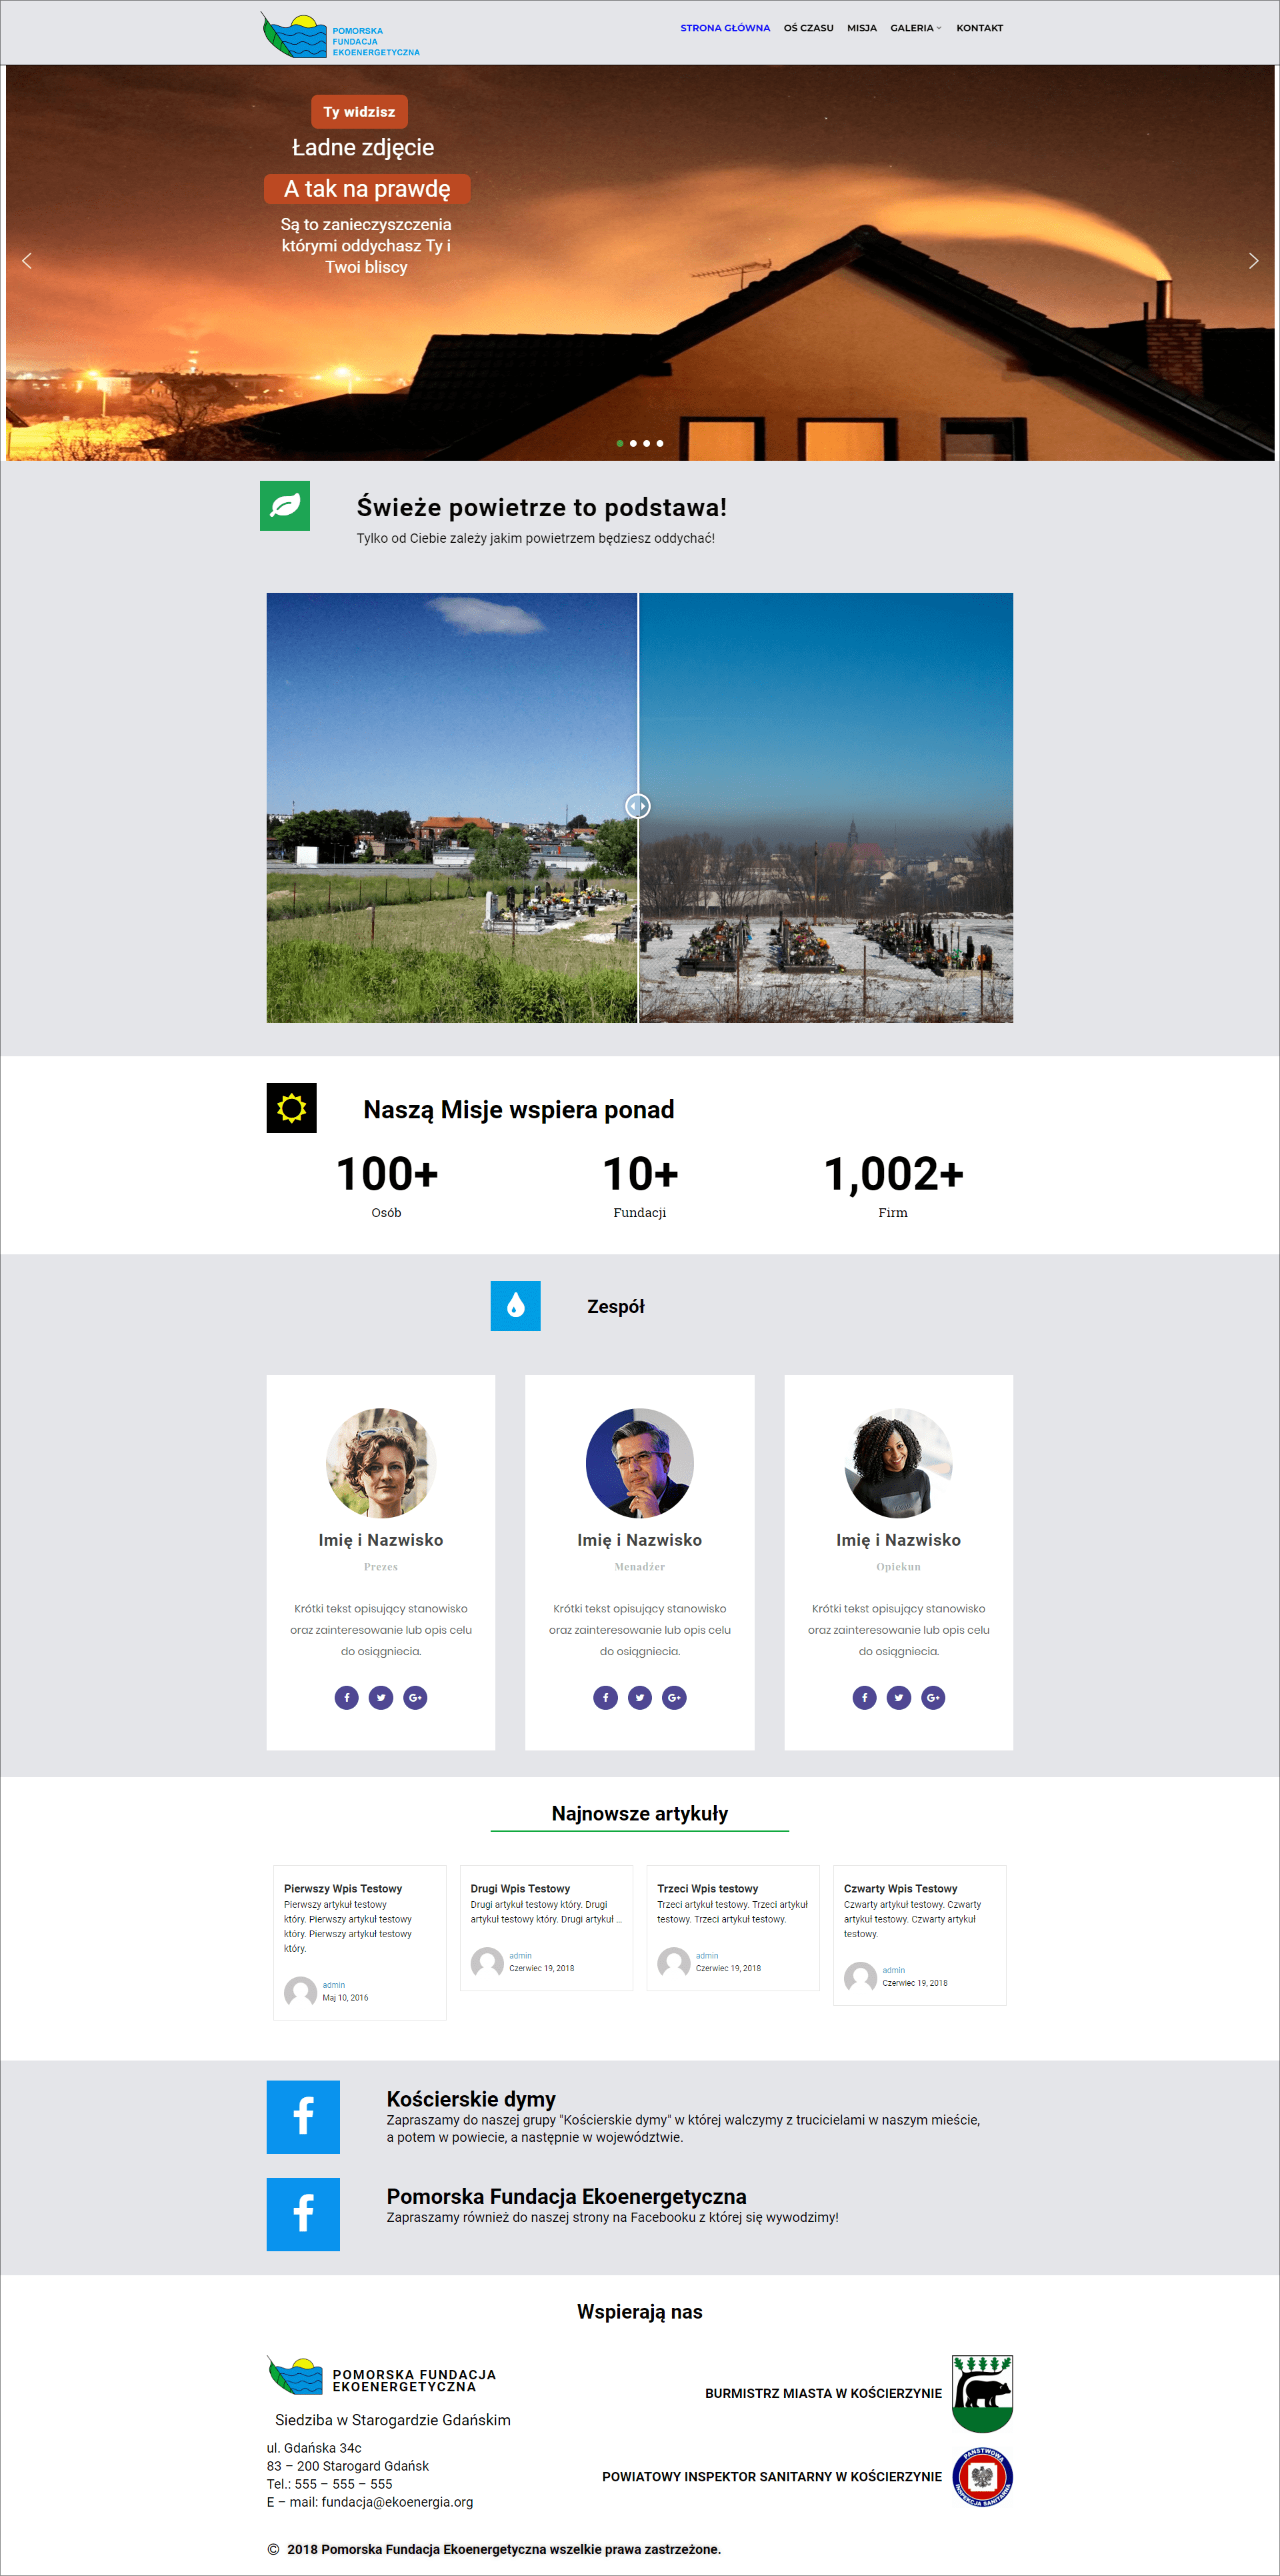 POMORSKA
FUNDACJA
EKOENERGETYCZNA
STRONA GŁÓWNA OŚ CZASU MISJA GALERIA KONTAKT
Ty widzisz
Ładne zdjęcie
A tak na prawdę
Są to zanieczyszczenia
którymi oddychasz Ty i
Twoi bliscy
Świeże powietrze to podstawa!
Tylko od Ciebie zależy jakim powietrzem będziesz oddychać!
Naszą Misje wspiera ponad
100+ 10+ 1,002+
Osób Fundacji Firm
Zespół
Imię i Nazwisko
Prezes
Krótki tekst opisujący stanowisko
oraz zainteresowanie lub opis celu
do osiągniecia.
Imię i Nazwisko
Menadżer
Krótki tekst opisujący stanowisko
oraz zainteresowanie lub opis celu
do osiągniecia.
Imię i Nazwisko
Opiekun
Krótki tekst opisujący stanowisko
oraz zainteresowanie lub opis celu
do osiągniecia.
Najnowsze artykuły
Pierwszy Wpis Testowy
Pierwszy artykuł testowy
który. Pierwszy artykuł testowy
który. Pierwszy artykuł testowy
który.
admin
Maj 10, 2016
Drugi Wpis Testowy
Drugi artykuł testowy który. Drugi
artykuł testowy który. Drugi artykuł ...
admin
Czerwiec 19, 2018
Trzeci Wpis testowy
Trzeci artykuł testowy. Trzeci artykuł
testowy. Trzeci artykuł testowy.
admin
Czerwiec 19, 2018
Czwarty Wpis Testowy
Czwarty artykuł testowy. Czwarty
artykuł testowy. Czwarty artykuł
testowy.
admin
Czerwiec 19, 2018
Kościerskie dymy
Zapraszamy do naszej grupy "Kościerskie dymy" w której walczymy z trucicielami w naszym mieście,
a potem w powiecie, a następnie w województwie.
Pomorska Fundacja Ekoenergetyczna
Zapraszamy również do naszej strony na Facebooku z której się wywodzimy!
Wspierają nas
POMORSKA FUNDACJA
EKOENERGETYCZNA
Siedziba w Starogardzie Gdańskim
ul. Gdańska 34c
83 – 200 Starogard Gdańsk
Tel.: 555 – 555 – 555
E – mail: fundacja@ekoenergia.org
BURMISTRZ MIASTA W KOŚCIERZYNIE
POWIATOWY INSPEKTOR SANITARNY W KOŚCIERZYNIE
PAŃSTWOWA
INSPEKCJA SANITARNA
© 2018 Pomorska Fundacja Ekoenergetyczna wszelkie prawa zastrzeżone.